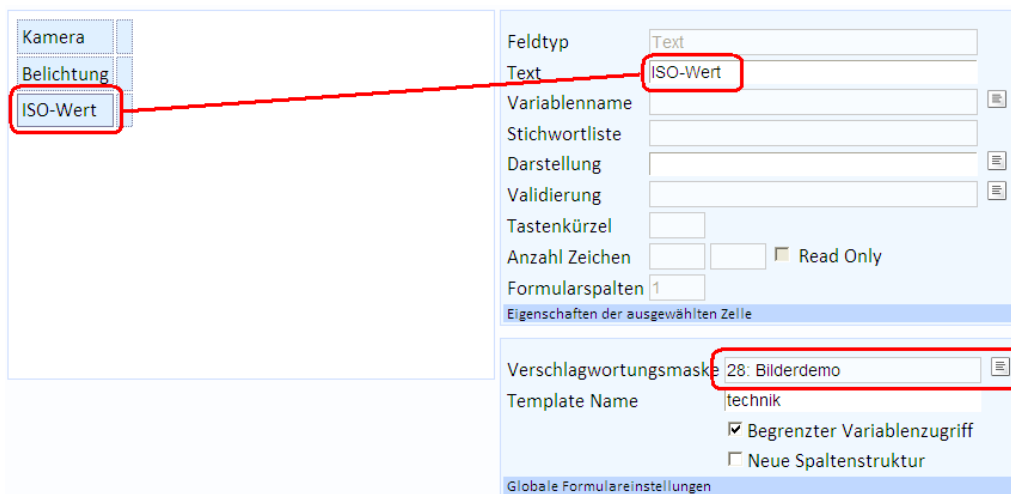 Kamera
Belichtung
ISO-Wert
Feldtyp Text
Text ISO-Wert
Variablenname
Stichwortliste
Darstellung
Validierung
Tastenkürzel
Anzahl Zeichen Read Only
Formularspalten 1
Eigenschaften der ausgewählten Zelle
Verschlagwortungsmaske 28: Bilderdemo
Template Name technik
Begrenzter Variablenzugriff
Neue Spaltenstruktur
Globale Formulareinstellungen